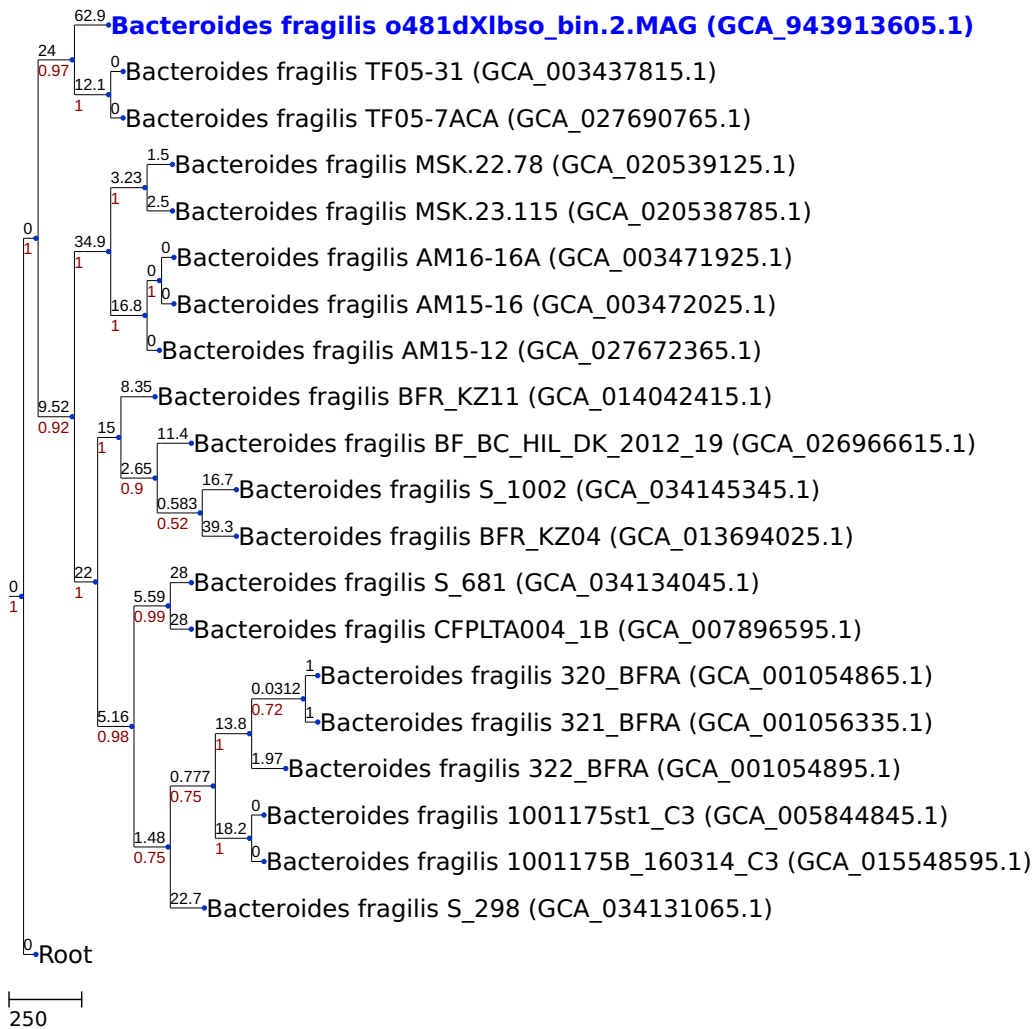 62.9
Bacteroides fragilis o481dXlbso_bin.2.MAG (GCA_943913605.1)
24
0.97
0
Bacteroides fragilis TF05-31 (GCA_003437815.1)
12.1
1
0
Bacteroides fragilis TF05-7ACA (GCA_027690765.1)
1.5
Bacteroides fragilis MSK.22.78 (GCA_020539125.1)
3.23
1
2.5
Bacteroides fragilis MSK.23.115 (GCA_020538785.1)
0
1
34.9
1
0
Bacteroides fragilis AM16-16A (GCA_003471925.1)
0
1
0
Bacteroides fragilis AM15-16 (GCA_003472025.1)
16.8
1
0
Bacteroides fragilis AM15-12 (GCA_027672365.1)
8.35
Bacteroides fragilis BFR_KZ11 (GCA_014042415.1)
9.52
0.92
15
1
11.4
Bacteroides fragilis BF_BC_HIL_DK_2012_19 (GCA_026966615.1)
2.65
0.9
16.7
Bacteroides fragilis S_1002 (GCA_034145345.1)
0.583
0.52
39.3
Bacteroides fragilis BFR_KZ04 (GCA_013694025.1)
22
1
28
Bacteroides fragilis S_681 (GCA_034134045.1)
0
1
5.59
0.99
28
Bacteroides fragilis CFPLTA004_1B (GCA_007896595.1)
1
Bacteroides fragilis 320_BFRA (GCA_001054865.1)
0.0312
0.72
5.16
0.98
1
Bacteroides fragilis 321_BFRA (GCA_001056335.1)
13.8
1
1.97
Bacteroides fragilis 322_BFRA (GCA_001054895.1)
0.777
0.75
0
Bacteroides fragilis 1001175st1_C3 (GCA_005844845.1)
18.2
1
1.48
0.75
0
Bacteroides fragilis 1001175B_160314_C3 (GCA_015548595.1)
22.7
Bacteroides fragilis S_298 (GCA_034131065.1)
0
Root
250